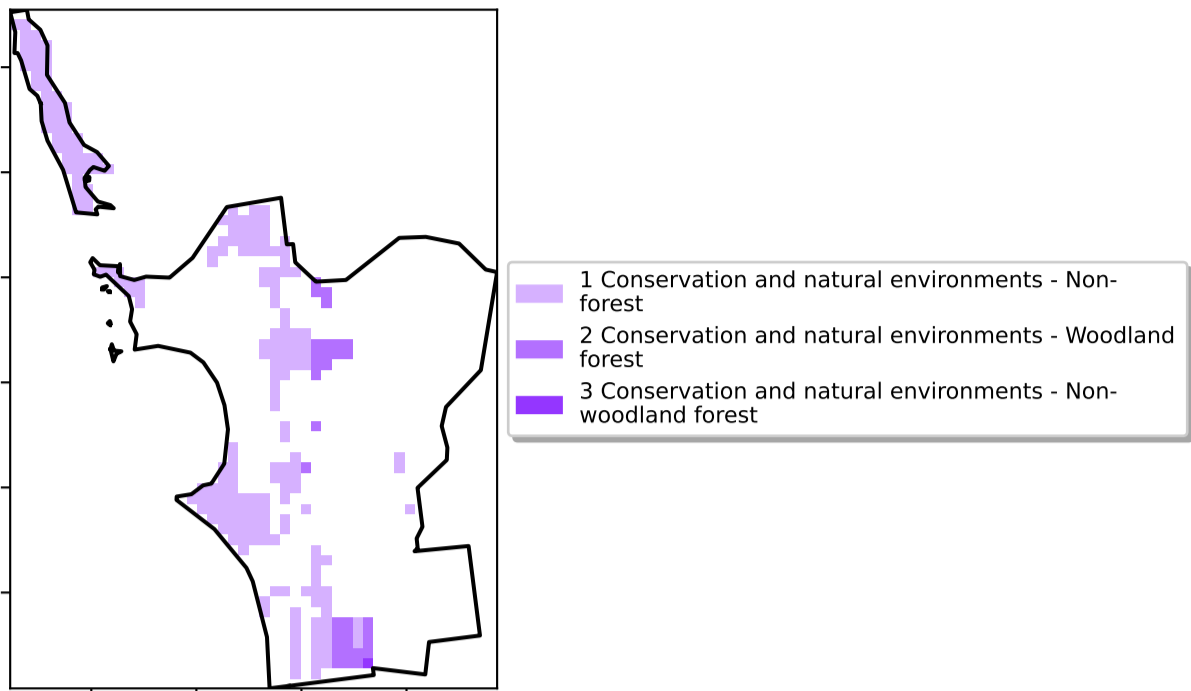 1 Conservation and natural environments - Non-
forest
2 Conservation and natural environments - Woodland
forest
3 Conservation and natural environments - Non-
woodland forest